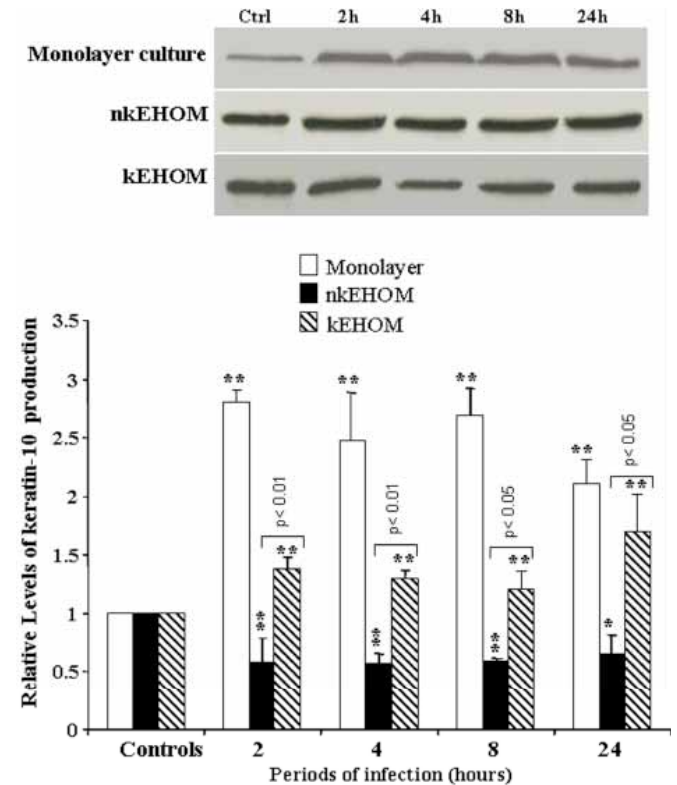 Ctrl 2h 4h 8h 24h
Monolayer culture
nkEHOM
kEHOM
Monolayer
nkEHOM
kEHOM
Relative Levels of keratin-10 production
3.5
3
2.5
2
1.5
1
0.5
0
** ** ** **
** ** ** *
** ** ** **
p< 0.01
p< 0.01
p< 0.05
p< 0.05
Controls 2 4 8 24
Periods of infection (hours)